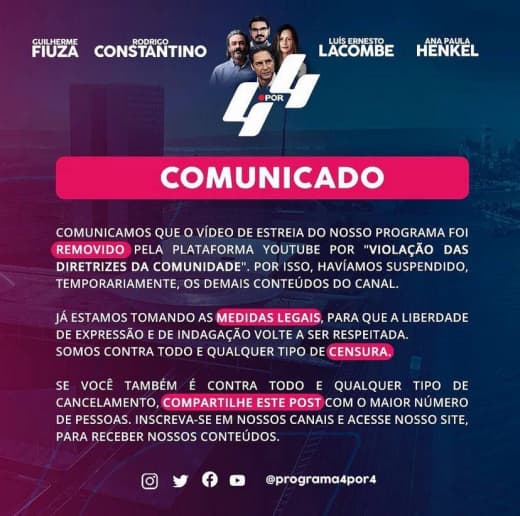 GUILHERME
FIUZA
RODRIGO
CONSTANTINO
LUÍS ERNESTO
LACOMBE
ANA PAULA
HENKEL
4 POR 4
COMUNICADO
COMUNICAMOS QUE O VÍDEO DE ESTREIA DO NOSSO PROGRAMA FOI
REMOVIDO PELA PLATAFORMA YOUTUBE POR "VIOLAÇÃO DAS
DIRETRIZES DA COMUNIDADE". POR ISSO, HAVÍAMOS SUSPENDIDO,
TEMPORARIAMENTE, OS DEMAIS CONTEÚDOS DO CANAL.
JÁ ESTAMOS TOMANDO AS MEDIDAS LEGAIS, PARA QUE A LIBERDADE
DE EXPRESSÃO E DE INDAGAÇÃO VOLTE A SER RESPEITADA.
SOMOS CONTRA TODO E QUALQUER TIPO DE CENSURA.
SE VOCÊ TAMBÉM É CONTRA TODO E QUALQUER TIPO DE
CANCELAMENTO, COMPARTILHE ESTE POST COM O MAIOR NÚMERO
DE PESSOAS. INSCREVA-SE EM NOSSOS CANAIS E ACESSE NOSSO SITE,
PARA RECEBER NOSSOS CONTEÚDOS.
@programa4por4